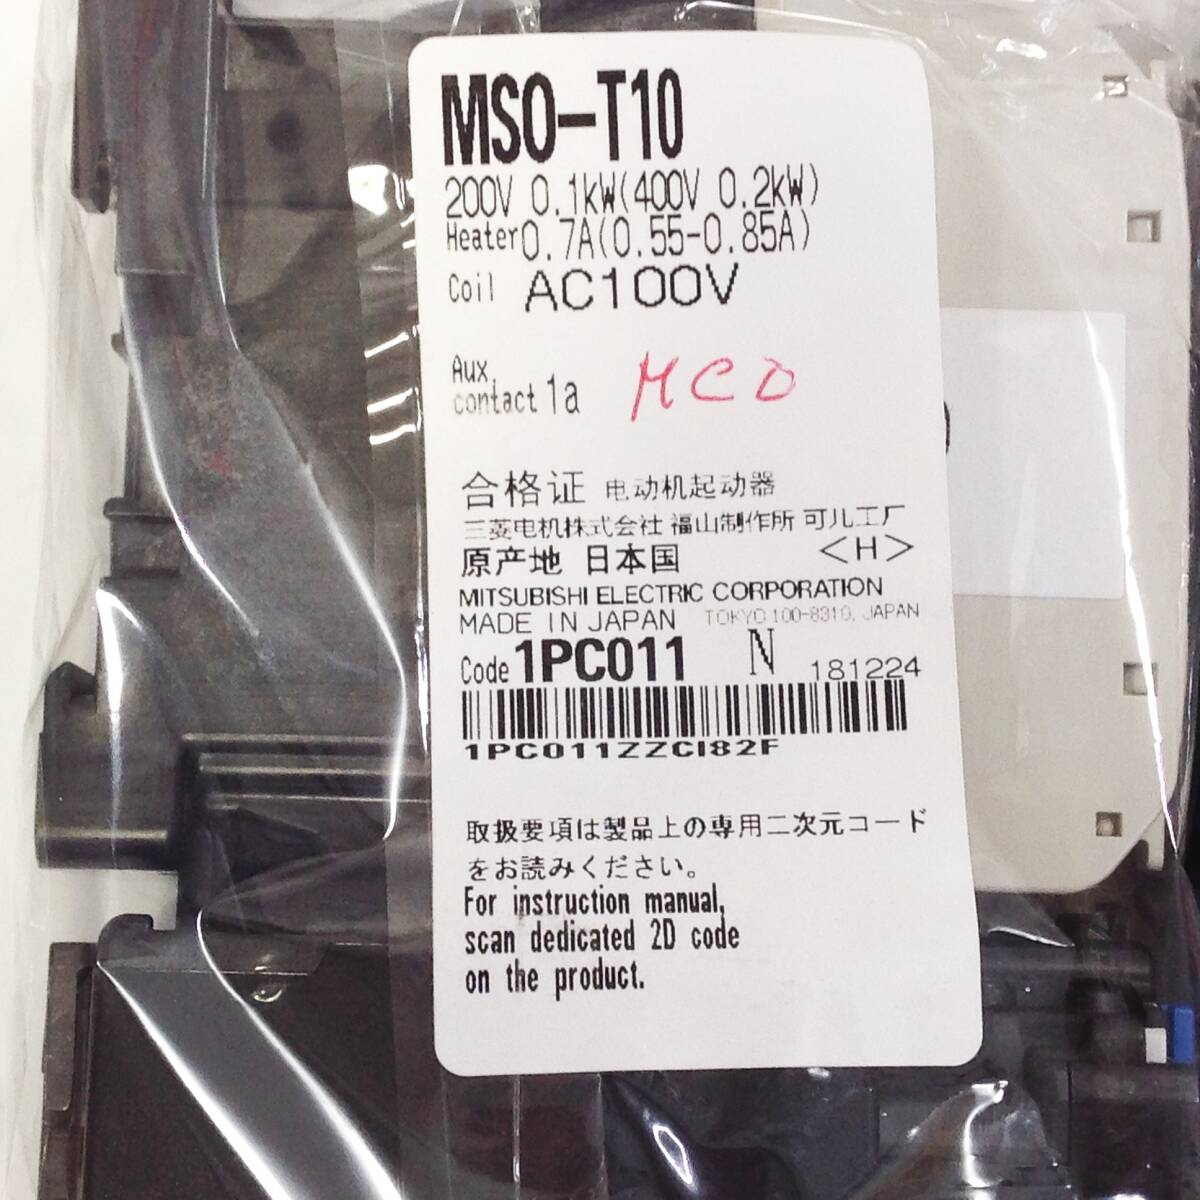 MSO-T10
200V 0.1kW(400V 0.2kW)
Heater 0.7A(0.55-0.85A)
Coil AC100V
Aux.
contact 1a MCO
合格证 电动机起动器
三菱电机株式会社 福山制作所 可儿工厂
原产地 日本国 <H>
MITSUBISHI ELECTRIC CORPORATION
MADE IN JAPAN TOKYO 100-8310, JAPAN
Code 1PC011 N 181224
1PC011ZZCI82F
取扱要項は製品上の専用二次元コード
をお読みください。
For instruction manual,
scan dedicated 2D code
on the product.